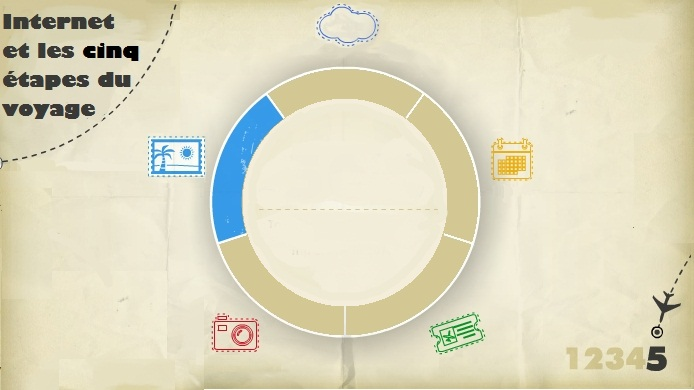 Internet
et les cinq
étapes du
voyage
12345